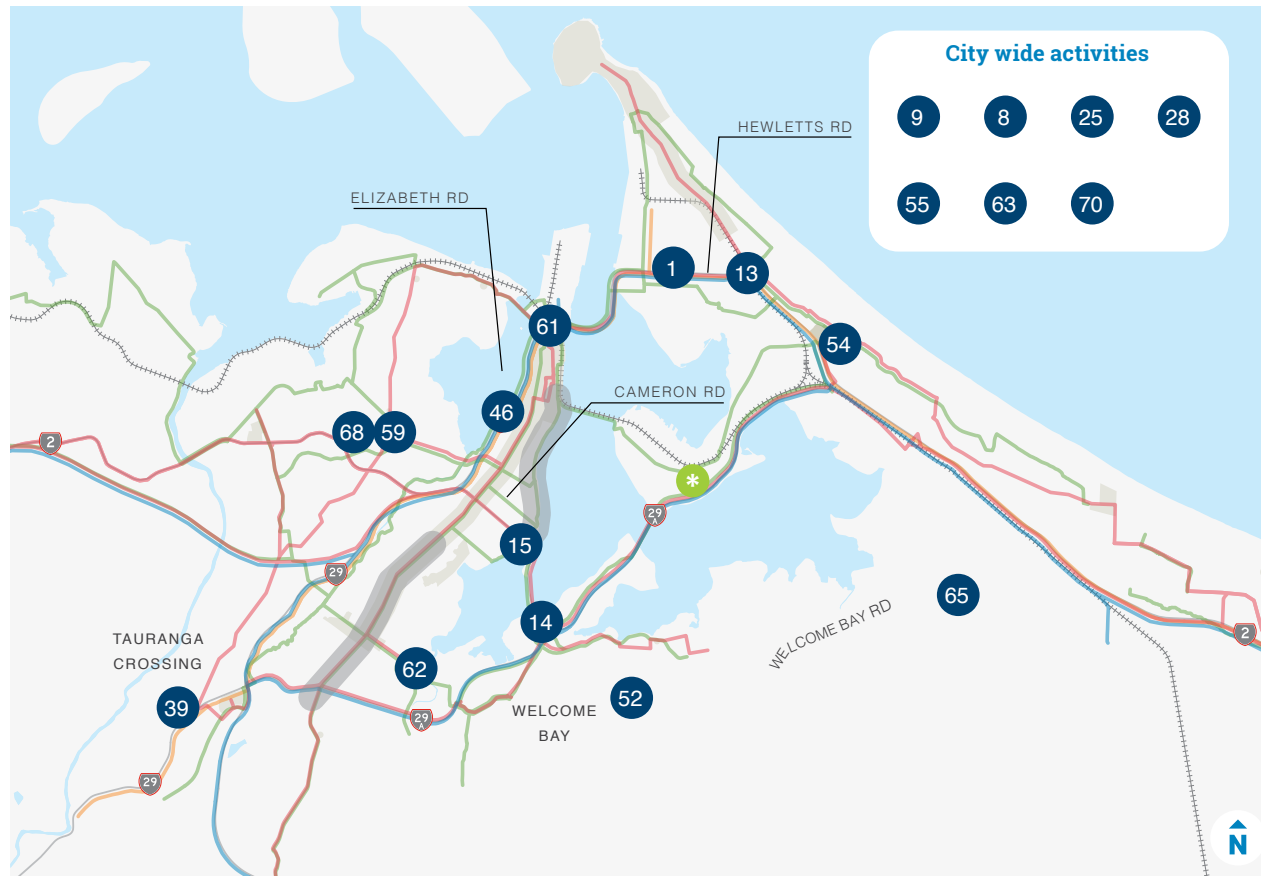 City wide activities
9 8 25 28
55 63 70
HEWLETTS RD
ELIZABETH RD
1
13
61
54
CAMERON RD
46
68 59
2
*
29
A
15
29
65
WELCOME BAY RD
14
2
TAURANGA
CROSSING
62
52
39
WELCOME
BAY
29
A
29
N